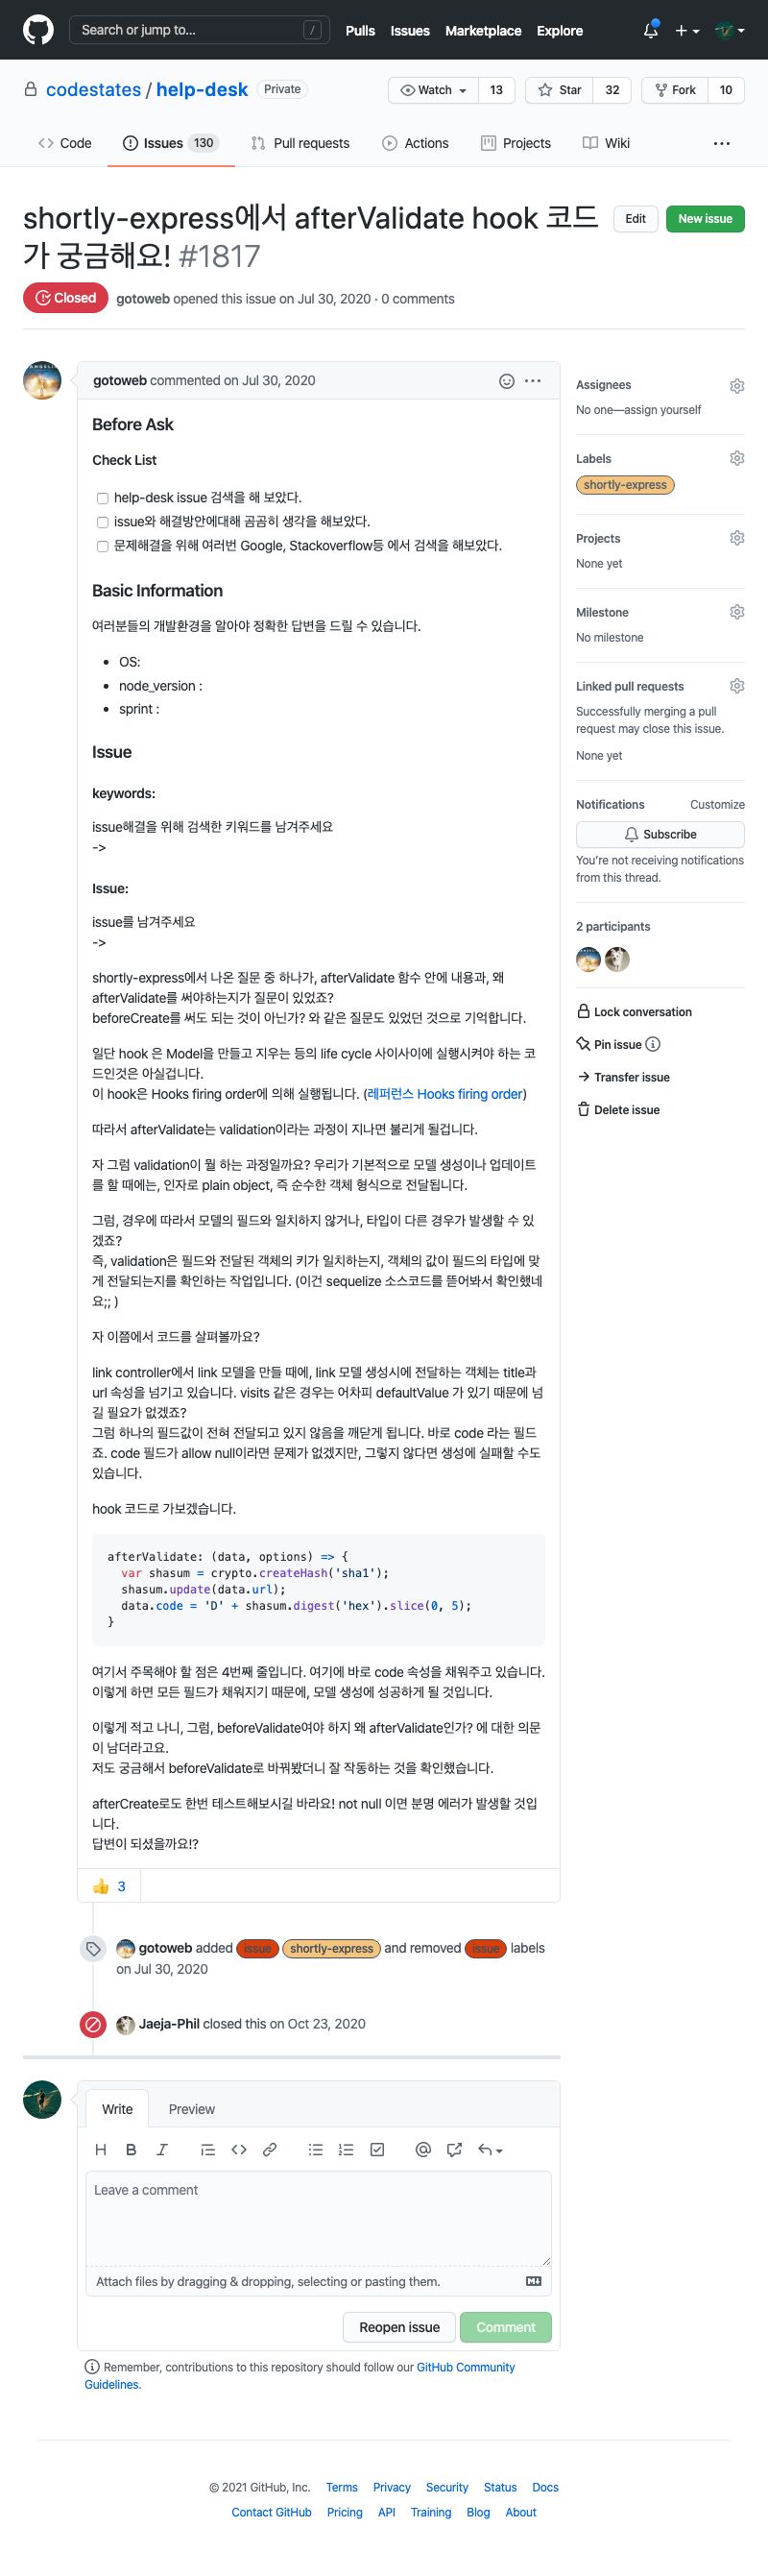 Search or jump to... /
Pulls Issues Marketplace Explore
codestates / help-desk Private
Watch 13 Star 32 Fork 10
Code Issues 130 Pull requests Actions Projects Wiki
shortly-express에서 afterValidate hook 코드
가 궁금해요! #1817
Edit New issue
Closed gotoweb opened this issue on Jul 30, 2020 · 0 comments
gotoweb commented on Jul 30, 2020
Before Ask
Check List
help-desk issue 검색을 해 보았다.
issue와 해결방안에대해 곰곰히 생각을 해보았다.
문제해결을 위해 여러번 Google, Stackoverflow등 에서 검색을 해보았다.
Basic Information
여러분들의 개발환경을 알아야 정확한 답변을 드릴 수 있습니다.
• OS:
• node_version :
• sprint :
Issue
keywords:
issue해결을 위해 검색한 키워드를 남겨주세요
->
Issue:
issue를 남겨주세요
->
shortly-express에서 나온 질문 중 하나가, afterValidate 함수 안에 내용과, 왜
afterValidate를 써야하는지가 질문이 있었죠?
beforeCreate를 써도 되는 것이 아닌가? 와 같은 질문도 있었던 것으로 기억합니다.
일단 hook 은 Model을 만들고 지우는 등의 life cycle 사이사이에 실행시켜야 하는 코
드인것은 아실겁니다.
이 hook은 Hooks firing order에 의해 실행됩니다. (레퍼런스 Hooks firing order)
따라서 afterValidate는 validation이라는 과정이 지나면 불리게 될겁니다.
자 그럼 validation이 뭘 하는 과정일까요? 우리가 기본적으로 모델 생성이나 업데이트
를 할 때에는, 인자로 plain object, 즉 순수한 객체 형식으로 전달됩니다.
그럼, 경우에 따라서 모델의 필드와 일치하지 않거나, 타입이 다른 경우가 발생할 수 있
겠죠?
즉, validation은 필드와 전달된 객체의 키가 일치하는지, 객체의 값이 필드의 타입에 맞
게 전달되는지를 확인하는 작업입니다. (이건 sequelize 소스코드를 뜯어봐서 확인했네
요;; )
자 이쯤에서 코드를 살펴볼까요?
link controller에서 link 모델을 만들 때에, link 모델 생성시에 전달하는 객체는 title과
url 속성을 넘기고 있습니다. visits 같은 경우는 어차피 defaultValue 가 있기 때문에 넘
길 필요가 없겠죠?
그럼 하나의 필드값이 전혀 전달되고 있지 않음을 깨닫게 됩니다. 바로 code 라는 필드
죠. code 필드가 allow null이라면 문제가 없겠지만, 그렇지 않다면 생성에 실패할 수도
있습니다.
hook 코드로 가보겠습니다.
afterValidate: (data, options) => {
var shasum = crypto.createHash('sha1');
shasum.update(data.url);
data.code = 'D' + shasum.digest('hex').slice(0, 5);
}
여기서 주목해야 할 점은 4번째 줄입니다. 여기에 바로 code 속성을 채워주고 있습니다.
이렇게 하면 모든 필드가 채워지기 때문에, 모델 생성에 성공하게 될 것입니다.
이렇게 적고 나니, 그럼, beforeValidate여야 하지 왜 afterValidate인가? 에 대한 의문
이 남더라고요.
저도 궁금해서 beforeValidate로 바꿔봤더니 잘 작동하는 것을 확인했습니다.
afterCreate로도 한번 테스트해보시길 바라요! not null 이면 분명 에러가 발생할 것입
니다.
답변이 되셨을까요!?
👍 3
gotoweb added issue shortly-express and removed issue labels
on Jul 30, 2020
Jaeja-Phil closed this on Oct 23, 2020
Assignees
No one—assign yourself
Labels
shortly-express
Projects
None yet
Milestone
No milestone
Linked pull requests
Successfully merging a pull
request may close this issue.
None yet
Notifications Customize
Subscribe
You're not receiving notifications
from this thread.
2 participants
Lock conversation
Pin issue
Transfer issue
Delete issue
Write Preview
Leave a comment
Attach files by dragging & dropping, selecting or pasting them.
Reopen issue Comment
Remember, contributions to this repository should follow our GitHub Community
Guidelines.
© 2021 GitHub, Inc. Terms Privacy Security Status Docs
Contact GitHub Pricing API Training Blog About